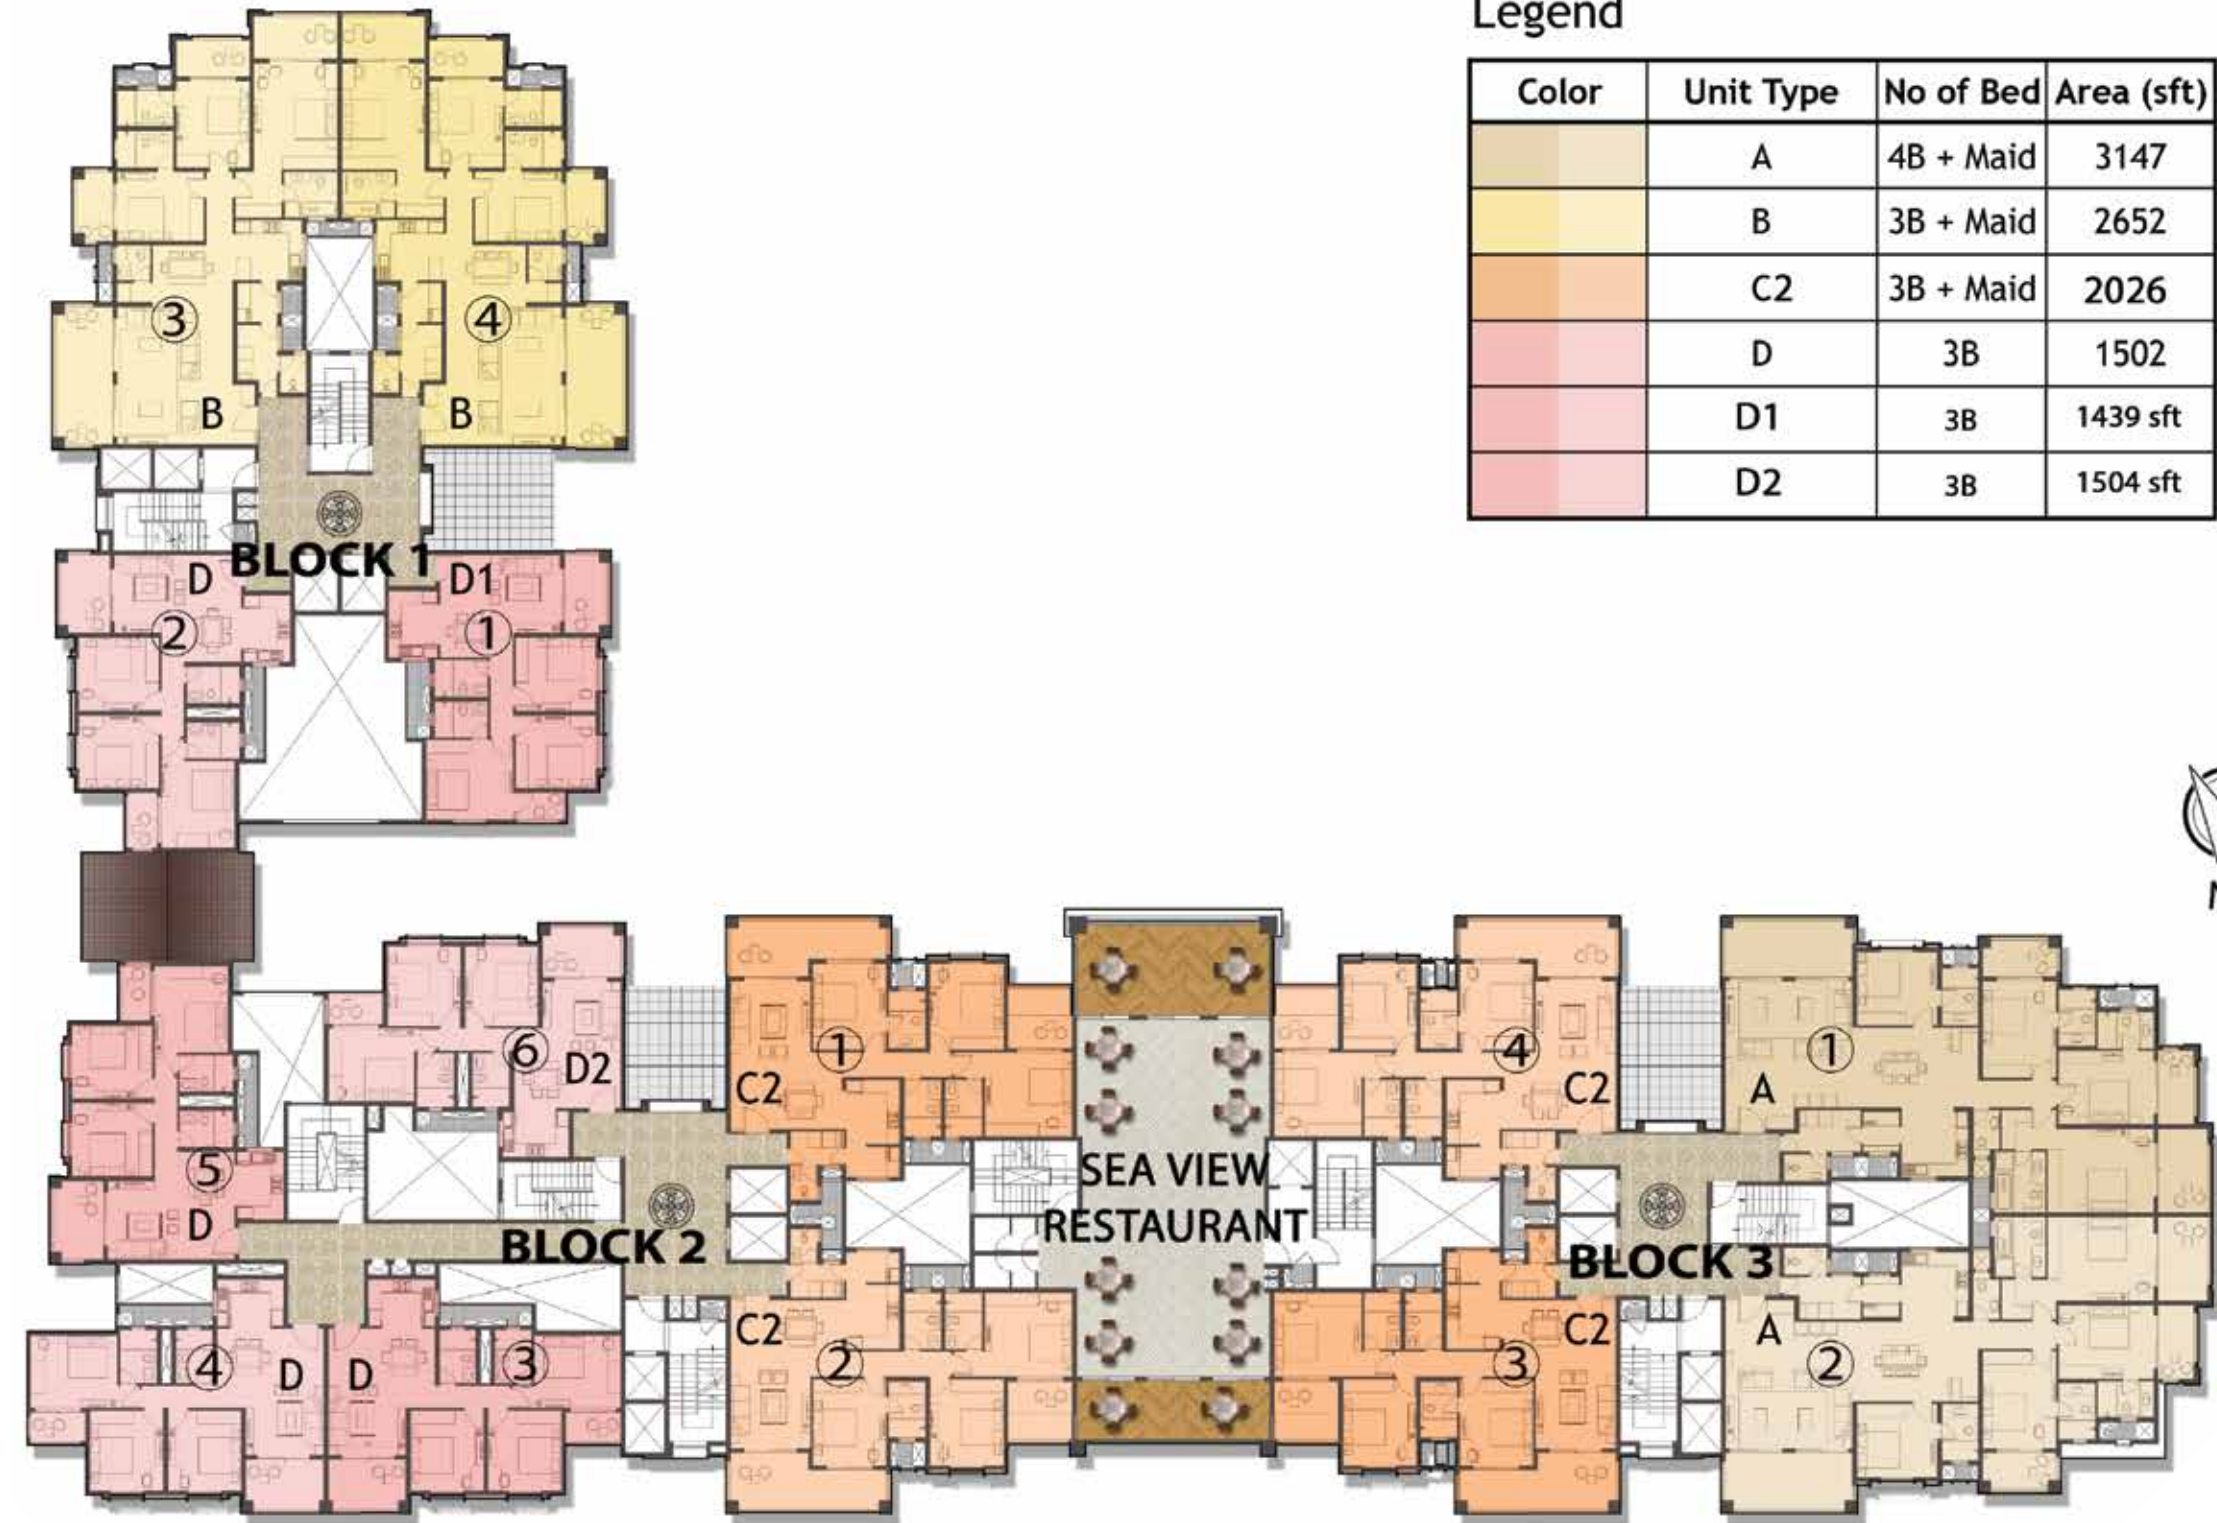 Legend
Color Unit Type No of Bed Area (sft)
A 4B + Maid 3147
B 3B + Maid 2652
C2 3B + Maid 2026
D 3B 1502
D1 3B 1439 sft
D2 3B 1504 sft
3 4
B B
BLOCK 1
D D1
2 1
6 D2
1 C2
4 C2
1 A
5 D
SEA VIEW
RESTAURANT
BLOCK 2
BLOCK 3
4 D
D 3
C2 2
C2 3
A 2